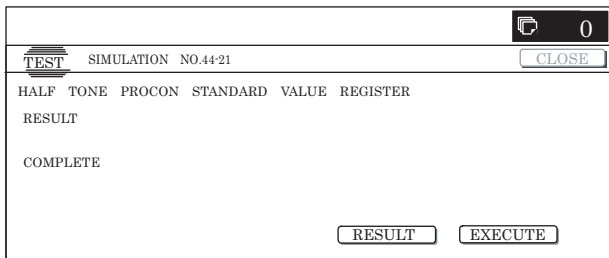 0
TEST SIMULATION NO.44-21 CLOSE
HALF TONE PROCON STANDARD VALUE REGISTER
RESULT
COMPLETE
RESULT EXECUTE